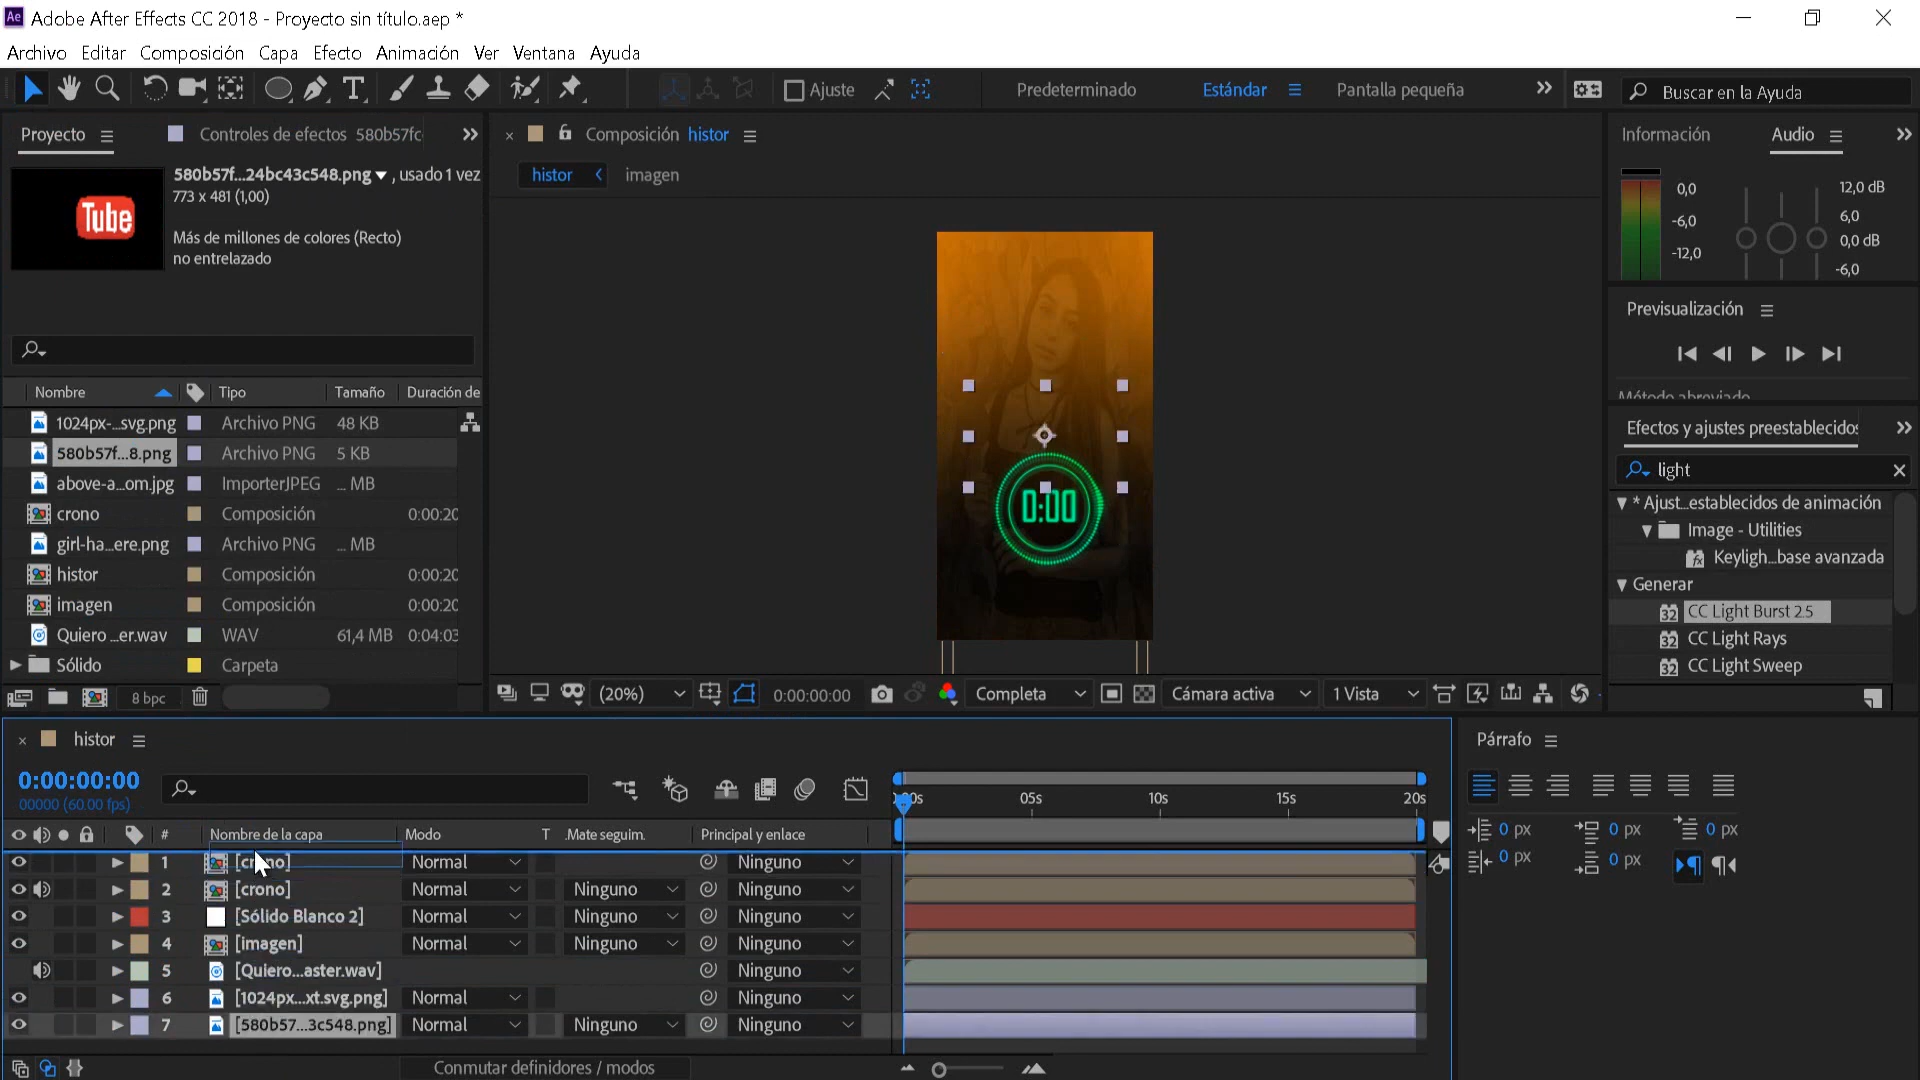 Adobe After Effects CC 2018 - Proyecto sin título.aep *
Archivo Editar Composición Capa Efecto Animación Ver Ventana Ayuda
Ajuste Predeterminado Estándar Pantalla pequeña Buscar en la Ayuda
Proyecto Controles de efectos 580b57fc
580b57f...24bc43c548.png , usado 1 vez
773 x 481 (1,00)
Más de millones de colores (Recto)
no entrelazado
Tube
Nombre Tipo Tamaño Duración de
1024px-...svg.png Archivo PNG 48 KB
580b57f...8.png Archivo PNG 5 KB
above-a...om.jpg ImporterJPEG ... MB
crono Composición 0:00:20
girl-ha...ere.png Archivo PNG ... MB
histor Composición 0:00:20
imagen Composición 0:00:20
Quiero ...er.wav WAV 61,4 MB 0:04:03
Sólido Carpeta
8 bpc
Composición histor
histor imagen
0:00
(20%) 0:00:00:00 Completa Cámara activa 1 Vista
Información Audio
0,0
-6,0
-12,0
12,0 dB
6,0
0,0 dB
-6,0
Previsualización
Método abreviado
Efectos y ajustes preestablecidos
light
* Ajust...establecidos de animación
Image - Utilities
Keyligh...base avanzada
Generar
32 CC Light Burst 2.5
32 CC Light Rays
32 CC Light Sweep
histor
0:00:00:00
00000 (60.00 fps)
00s 05s 10s 15s 20s
# Nombre de la capa Modo T .Mate seguim. Principal y enlace
1 [crono] Normal Ninguno
2 [crono] Normal Ninguno Ninguno
3 [Sólido Blanco 2] Normal Ninguno Ninguno
4 [imagen] Normal Ninguno Ninguno
5 [Quiero...aster.wav] Ninguno
6 [1024px...xt.svg.png] Normal Ninguno
7 [580b57...3c548.png] Normal Ninguno Ninguno
Conmutar definidores / modos
Párrafo
0 px 0 px 0 px
0 px 0 px